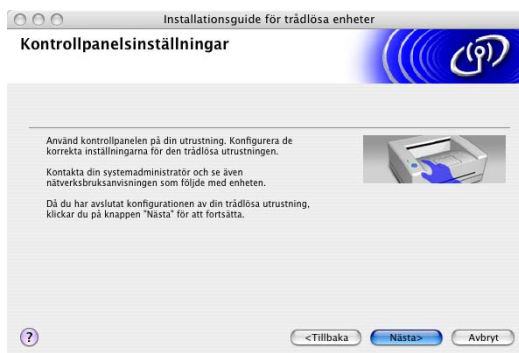 Installationsguide för trådlösa enheter
Kontrollpanelsinställningar
Använd kontrollpanelen på din utrustning. Konfigurera de
korrekta inställningarna för den trådlösa utrustningen.
Kontakta din systemadministratör och se även
nätverksbruksanvisningen som följde med enheten.
Då du har avslutat konfigurationen av din trådlösa utrustning,
klickar du på knappen "Nästa" för att fortsätta.
?
<Tillbaka
Nästa>
Avbryt